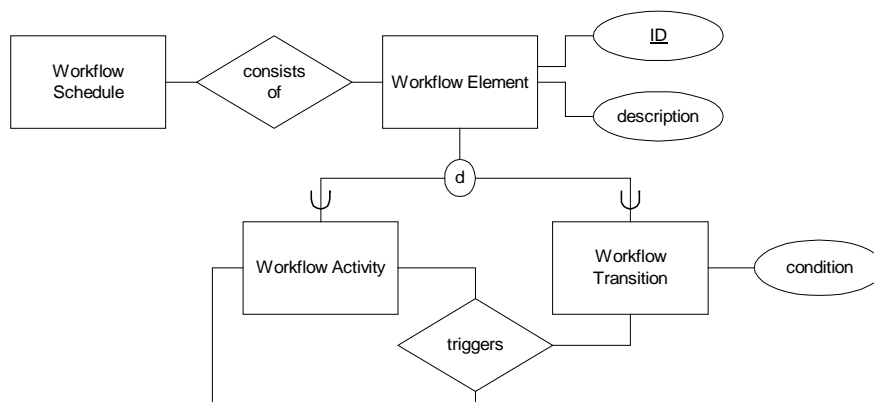 Workflow
Schedule
consists
of
Workflow Element
ID
description
d
Workflow Activity
Workflow
Transition
condition
triggers